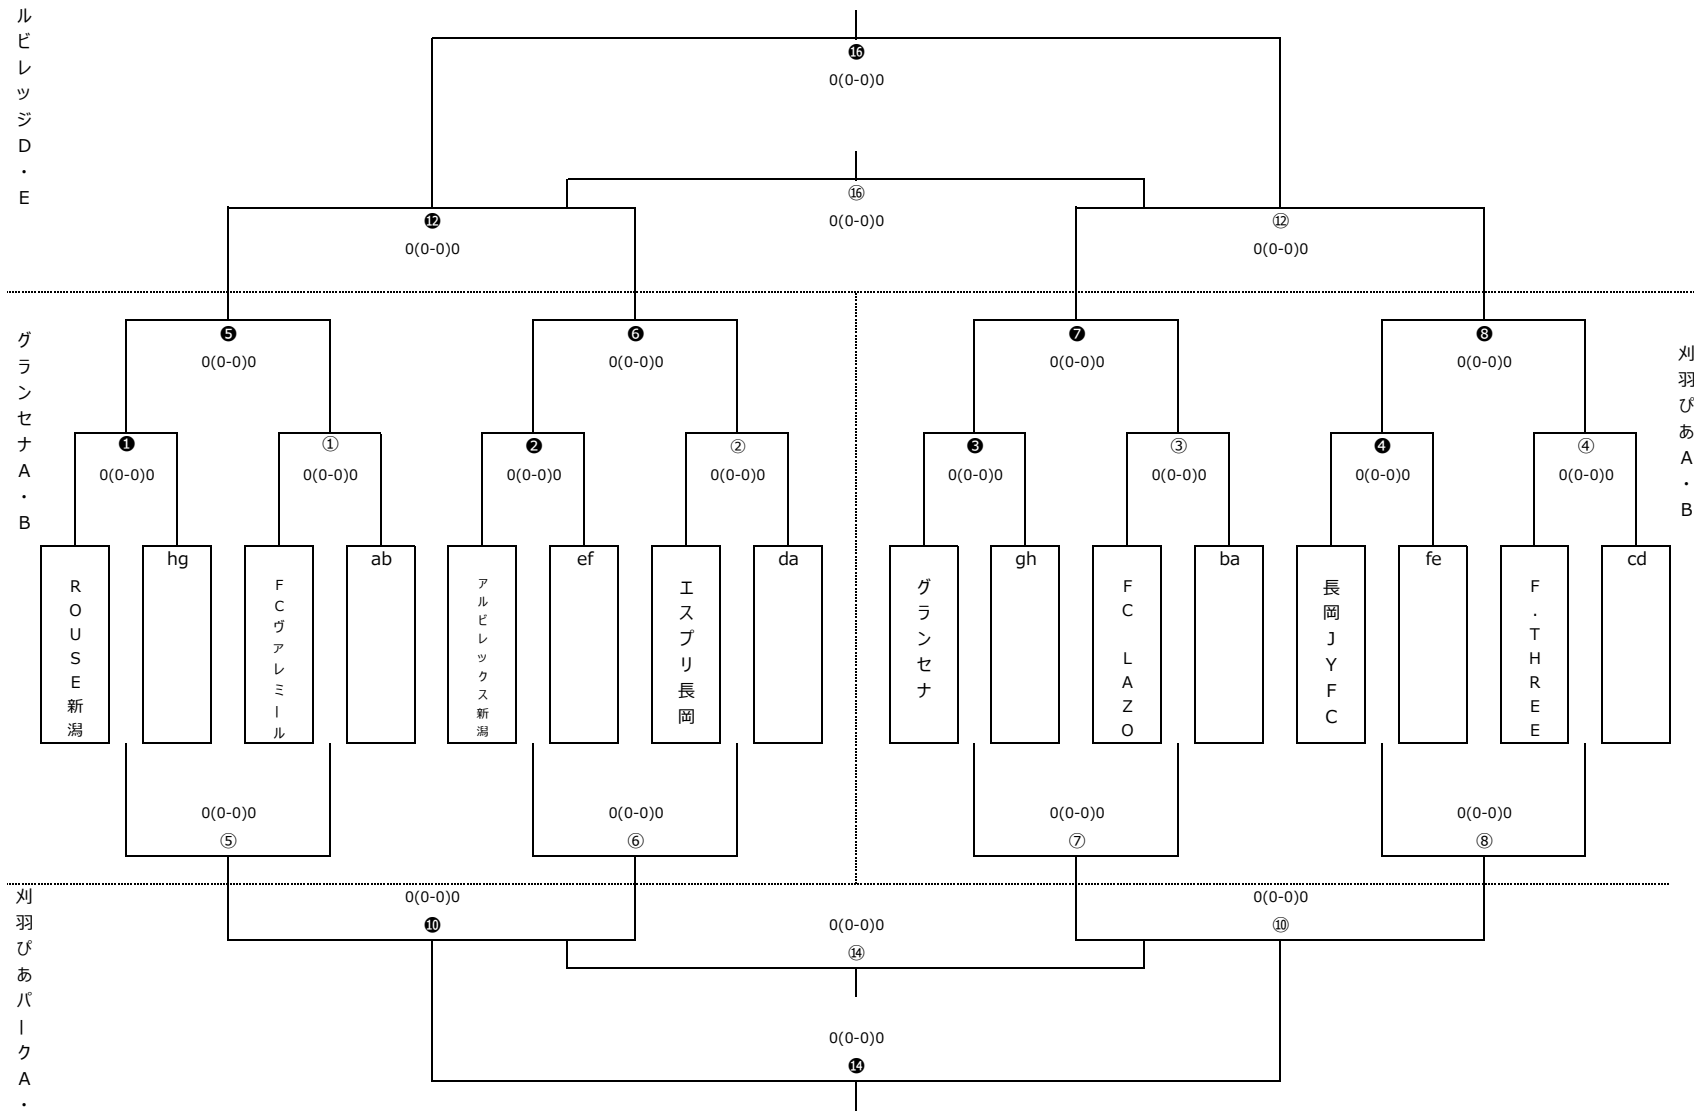 ルビレッジD・E
⓰
0(0-0)0
⑯
0(0-0)0
⓬
0(0-0)0
⑫
0(0-0)0
グランセナA・B
刈羽ぴあA・B
❺
0(0-0)0
❻
0(0-0)0
❼
0(0-0)0
❽
0(0-0)0
❶
0(0-0)0
①
0(0-0)0
❷
0(0-0)0
②
0(0-0)0
❸
0(0-0)0
③
0(0-0)0
❹
0(0-0)0
④
0(0-0)0
ROUSE新潟
hg
FCヴァレミール
ab
アルビレックス新潟
ef
エスプリ長岡
da
グランセナ
gh
FC LAZO
ba
長岡JYFC
fe
F.THREE
cd
0(0-0)0
⑤
0(0-0)0
⑥
0(0-0)0
⑦
0(0-0)0
⑧
刈羽ぴあパークA・
0(0-0)0
❿
0(0-0)0
⑩
0(0-0)0
⑭
0(0-0)0
⓮